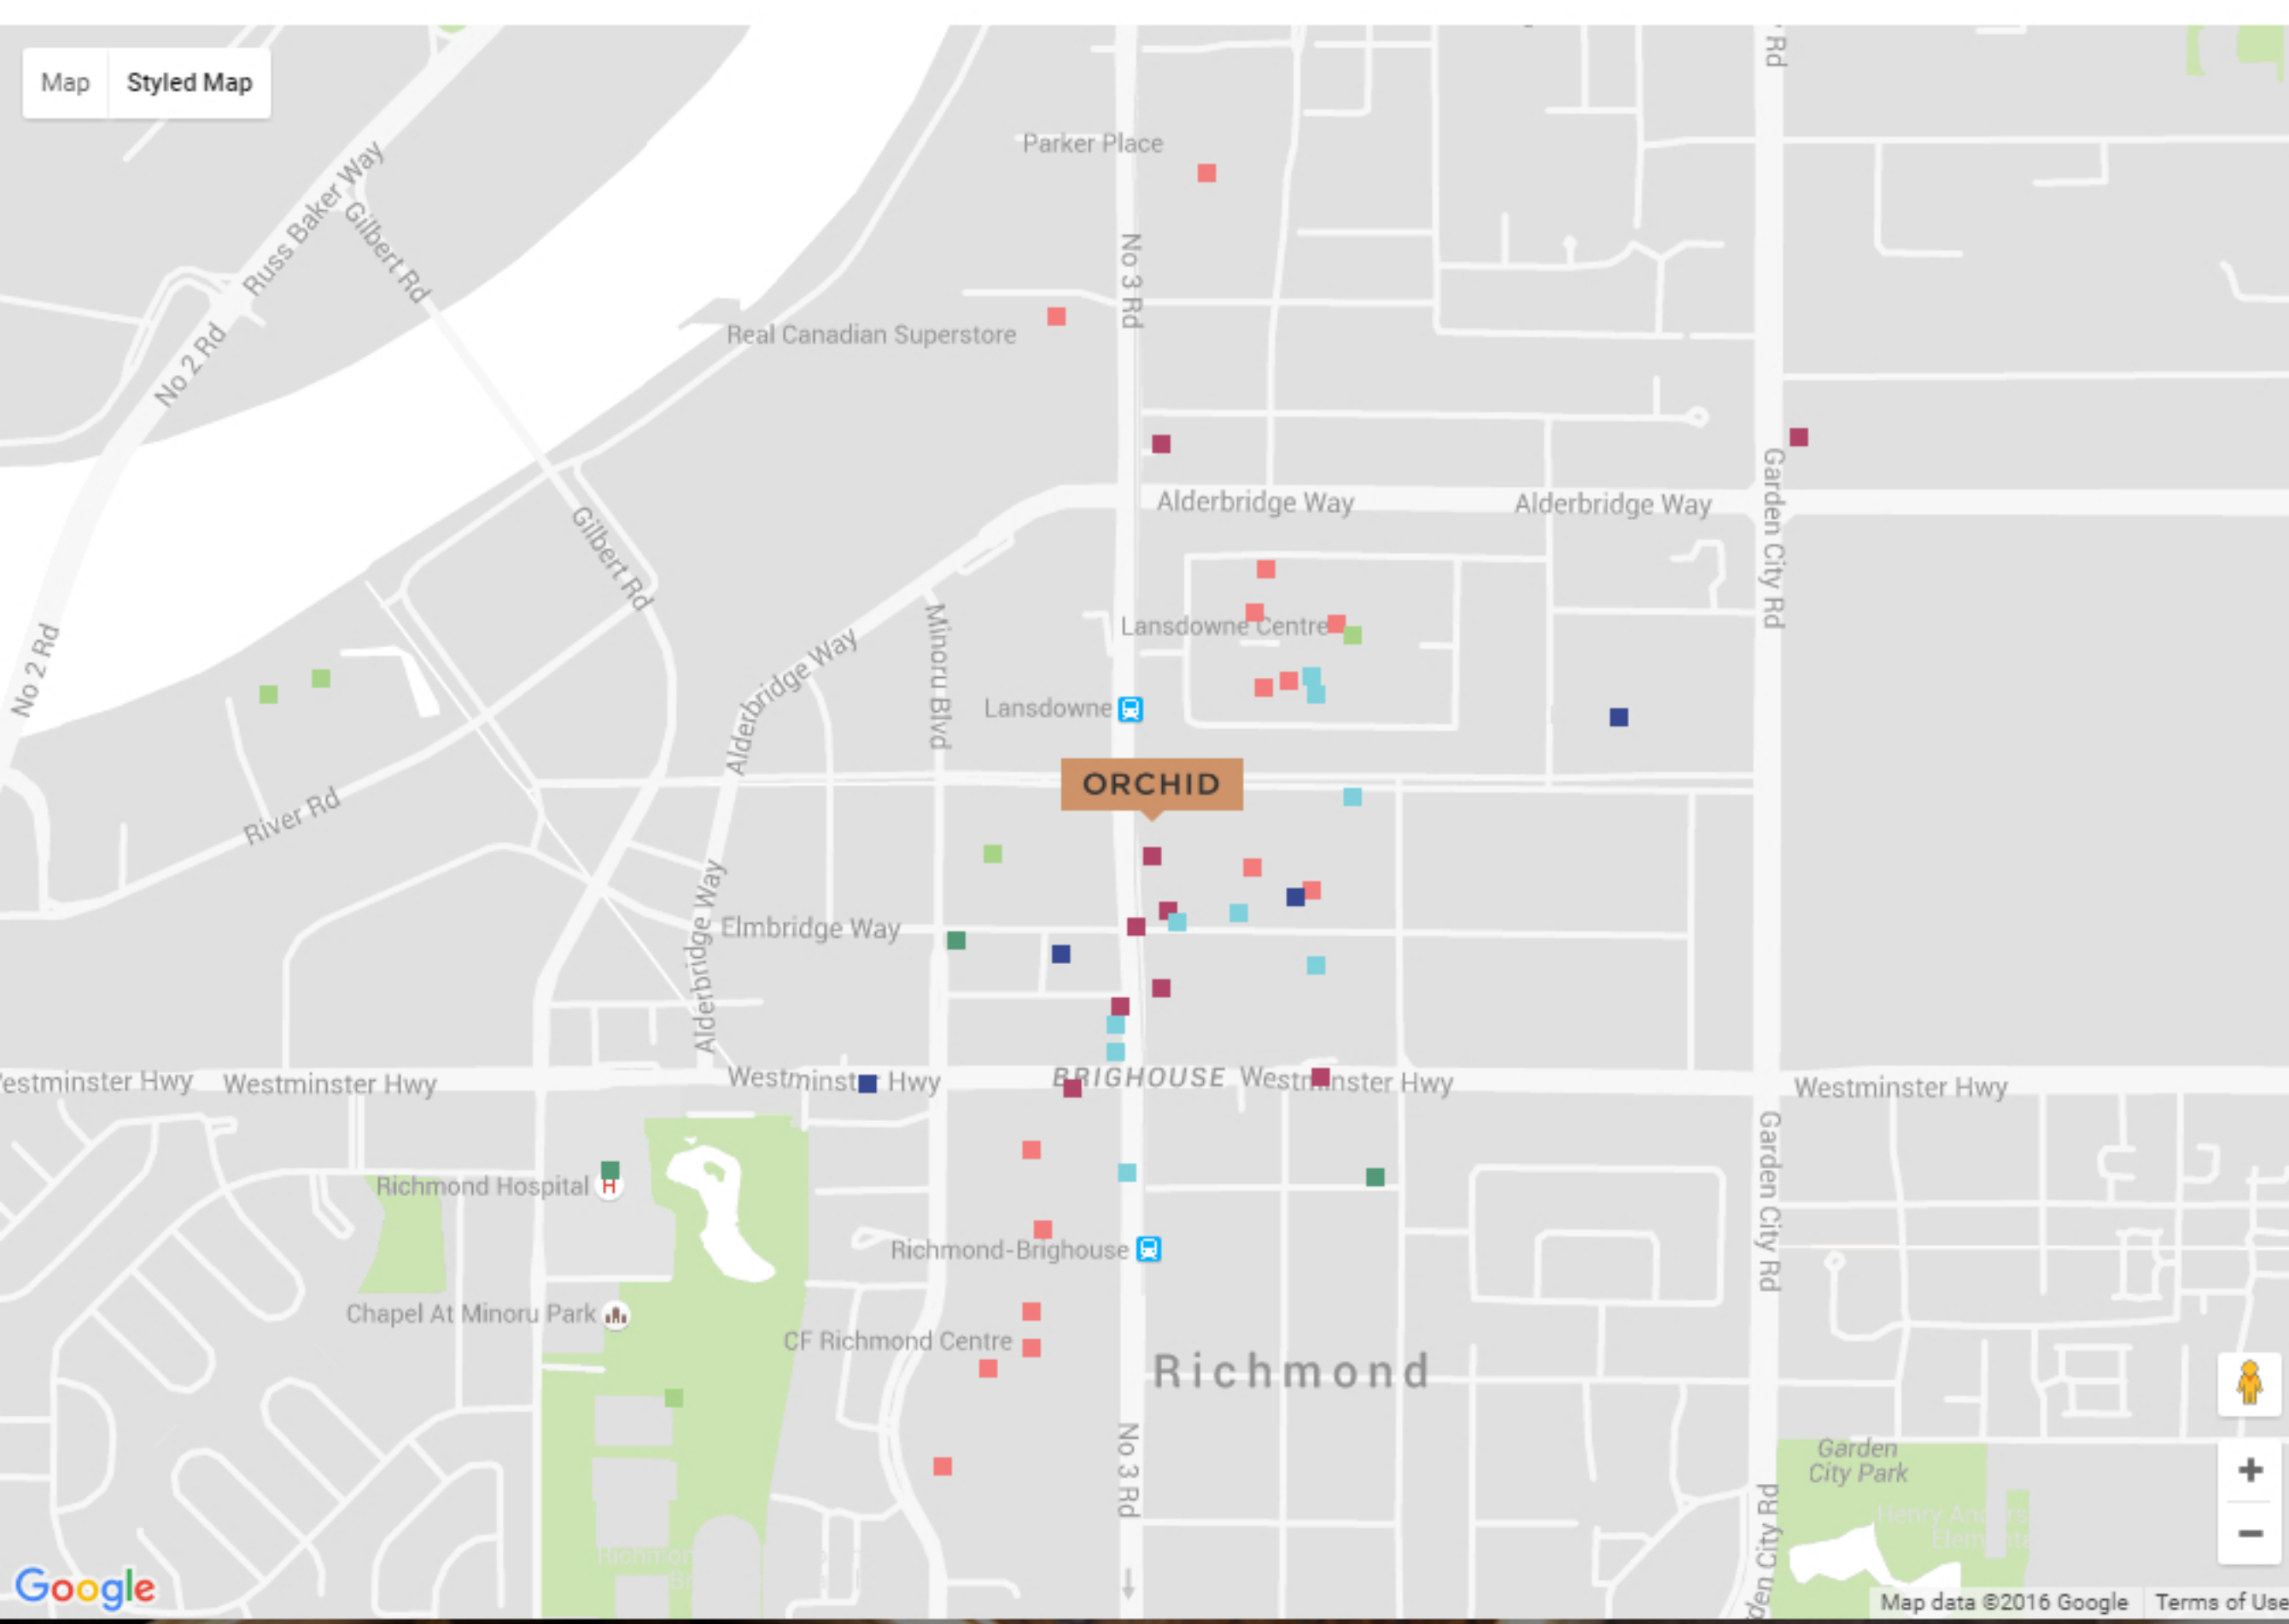 Map
Styled Map
Rd
Parker Place
Russ Baker Way
Gilbert Rd
No 3 Rd
Real Canadian Superstore
No 2 Rd
Garden City Rd
Alderbridge Way
Alderbridge Way
Gilbert Rd
Lansdowne Centre
Minoru Blvd
Alderbridge Way
No 2 Rd
Lansdowne
ORCHID
River Rd
Alderbridge Way
Elmbridge Way
estminster Hwy
Westminster Hwy
Westminst Hwy
BRIGHOUSE
Westminster Hwy
Westminster Hwy
Garden City Rd
Richmond Hospital
H
Richmond-Brighouse
Chapel At Minoru Park
CF Richmond Centre
Richmond
No 3 Rd
Garden
City Park
den City Rd
+
−
Google
Map data ©2016 Google
Terms of Use